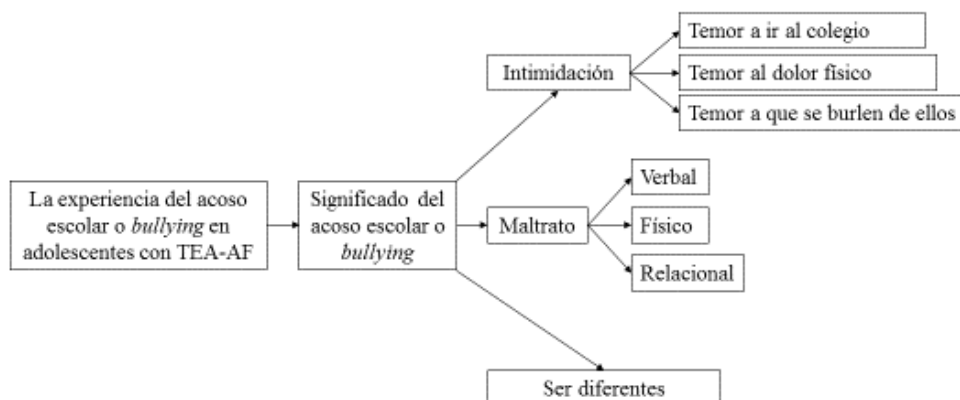 La experiencia del acoso
escolar o bullying en
adolescentes con TEA-AF
Significado del
acoso escolar o
bullying
Intimidación
Temor a ir al colegio
Temor al dolor físico
Temor a que se burlen de ellos
Maltrato
Verbal
Físico
Relacional
Ser diferentes